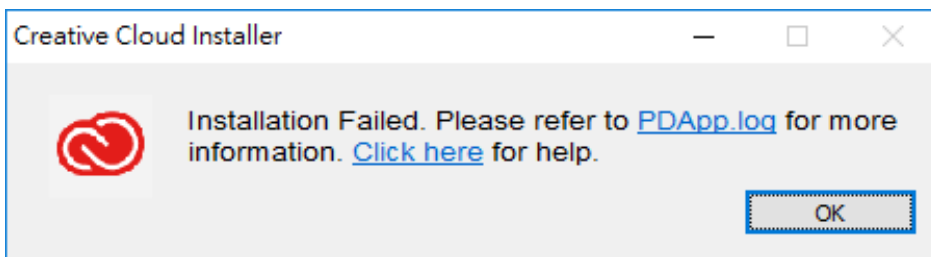 Creative Cloud Installer
Installation Failed. Please refer to PDApp.log for more
information. Click here for help.
OK